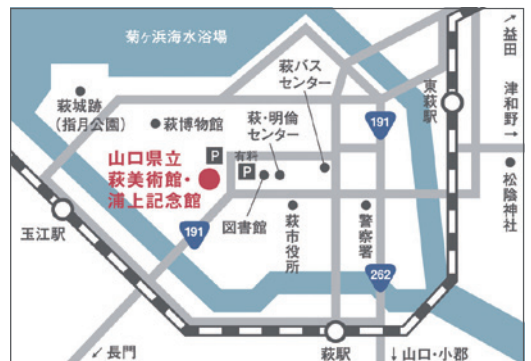 菊ヶ浜海水浴場
↗益田
津和野→
萩バス
センター
東萩駅
萩城跡
(指月公園)
萩博物館
萩・明倫
センター
191
P
有料
P
山口県立
萩美術館・
浦上記念館
図書館
萩市役所
警察署
松陰神社
玉江駅
191
262
↙長門
萩駅
↓山口・小郡